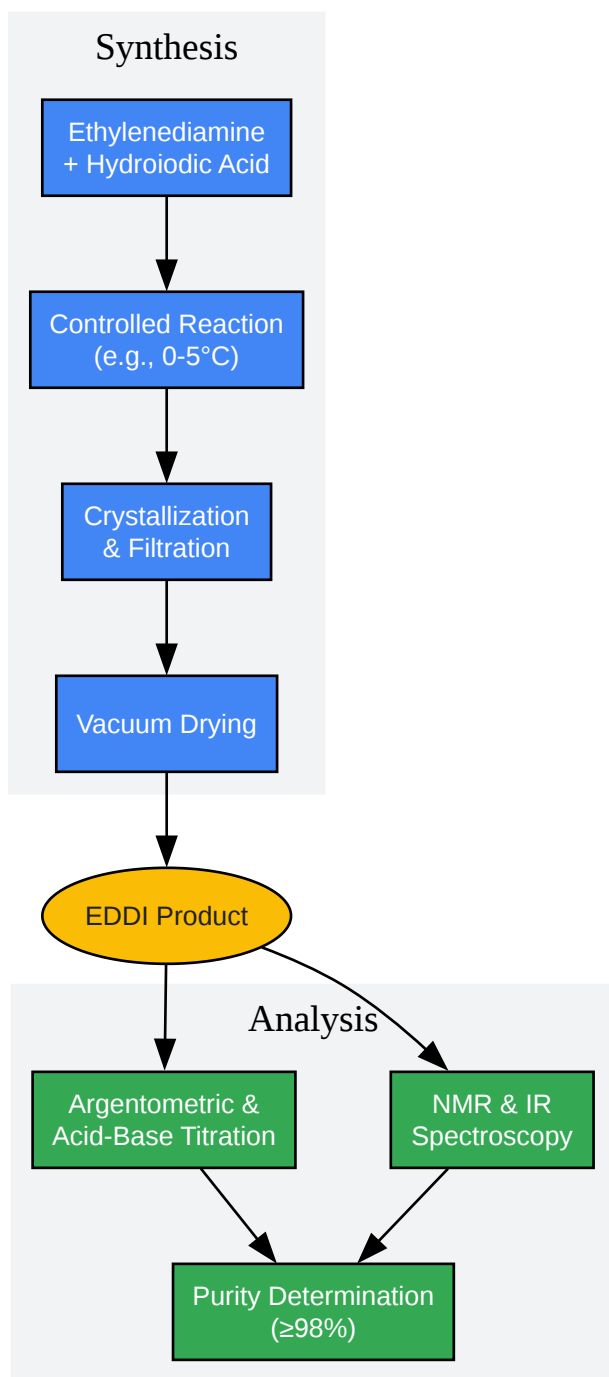 Synthesis
Ethylenediamine
+ Hydroiodic Acid
Controlled Reaction
(e.g., 0-5°C)
Crystallization
& Filtration
Vacuum Drying
EDDI Product
Analysis
Argentometric &
Acid-Base Titration
NMR & IR
Spectroscopy
Purity Determination
(≥98%)